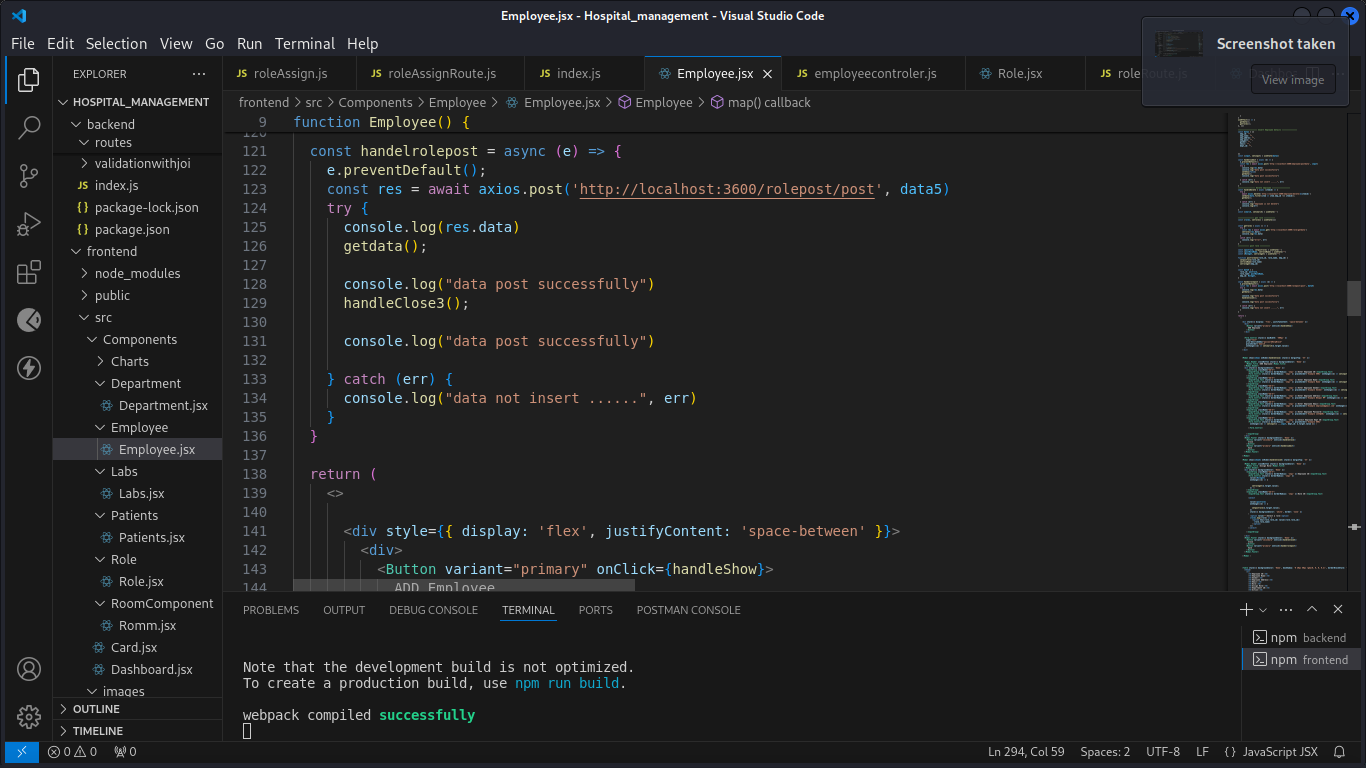 Employee.jsx - Hospital_management - Visual Studio Code
File Edit Selection View Go Run Terminal Help
Screenshot taken
View image
EXPLORER
HOSPITAL_MANAGEMENT
backend
routes
validationwithjoi
index.js
package-lock.json
package.json
frontend
node_modules
public
src
Components
Charts
Department
Department.jsx
Employee
Employee.jsx
Labs
Labs.jsx
Patients
Patients.jsx
Role
Role.jsx
RoomComponent
Romm.jsx
Card.jsx
Dashboard.jsx
images
OUTLINE
TIMELINE
JS roleAssign.js JS roleAssignRoute.js JS index.js Employee.jsx JS employeecontroler.js Role.jsx JS roleRoute.js
frontend > src > Components > Employee > Employee.jsx > Employee > map() callback
9 function Employee() {
120
121 const handelrolepost = async (e) => {
122 e.preventDefault();
123 const res = await axios.post('http://localhost:3600/rolepost/post', data5)
124 try {
125 console.log(res.data)
126 getdata();
127
128 console.log("data post successfully")
129 handleClose3();
130
131 console.log("data post successfully")
132
133 } catch (err) {
134 console.log("data not insert ......", err)
135 }
136 }
137
138 return (
139 <>
140
141 <div style={{ display: 'flex', justifyContent: 'space-between' }}>
142 <div>
143 <Button variant="primary" onClick={handleShow}>
144 ADD Employee
PROBLEMS OUTPUT DEBUG CONSOLE TERMINAL PORTS POSTMAN CONSOLE
Note that the development build is not optimized.
To create a production build, use npm run build.
webpack compiled successfully
npm backend
npm frontend
0 0 0 Ln 294, Col 59 Spaces: 2 UTF-8 LF {} JavaScript JSX